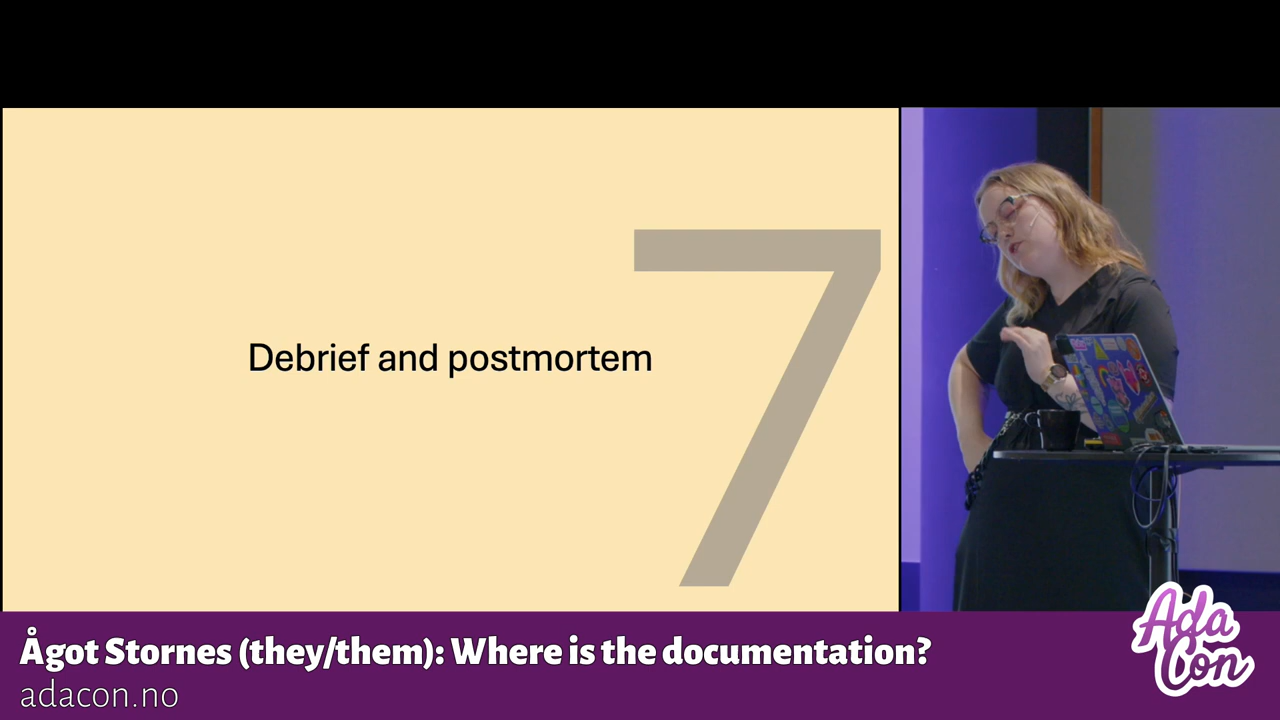 7
Debrief and postmortem
Ågot Stornes (they/them): Where is the documentation?
adacon.no
Ada
Con